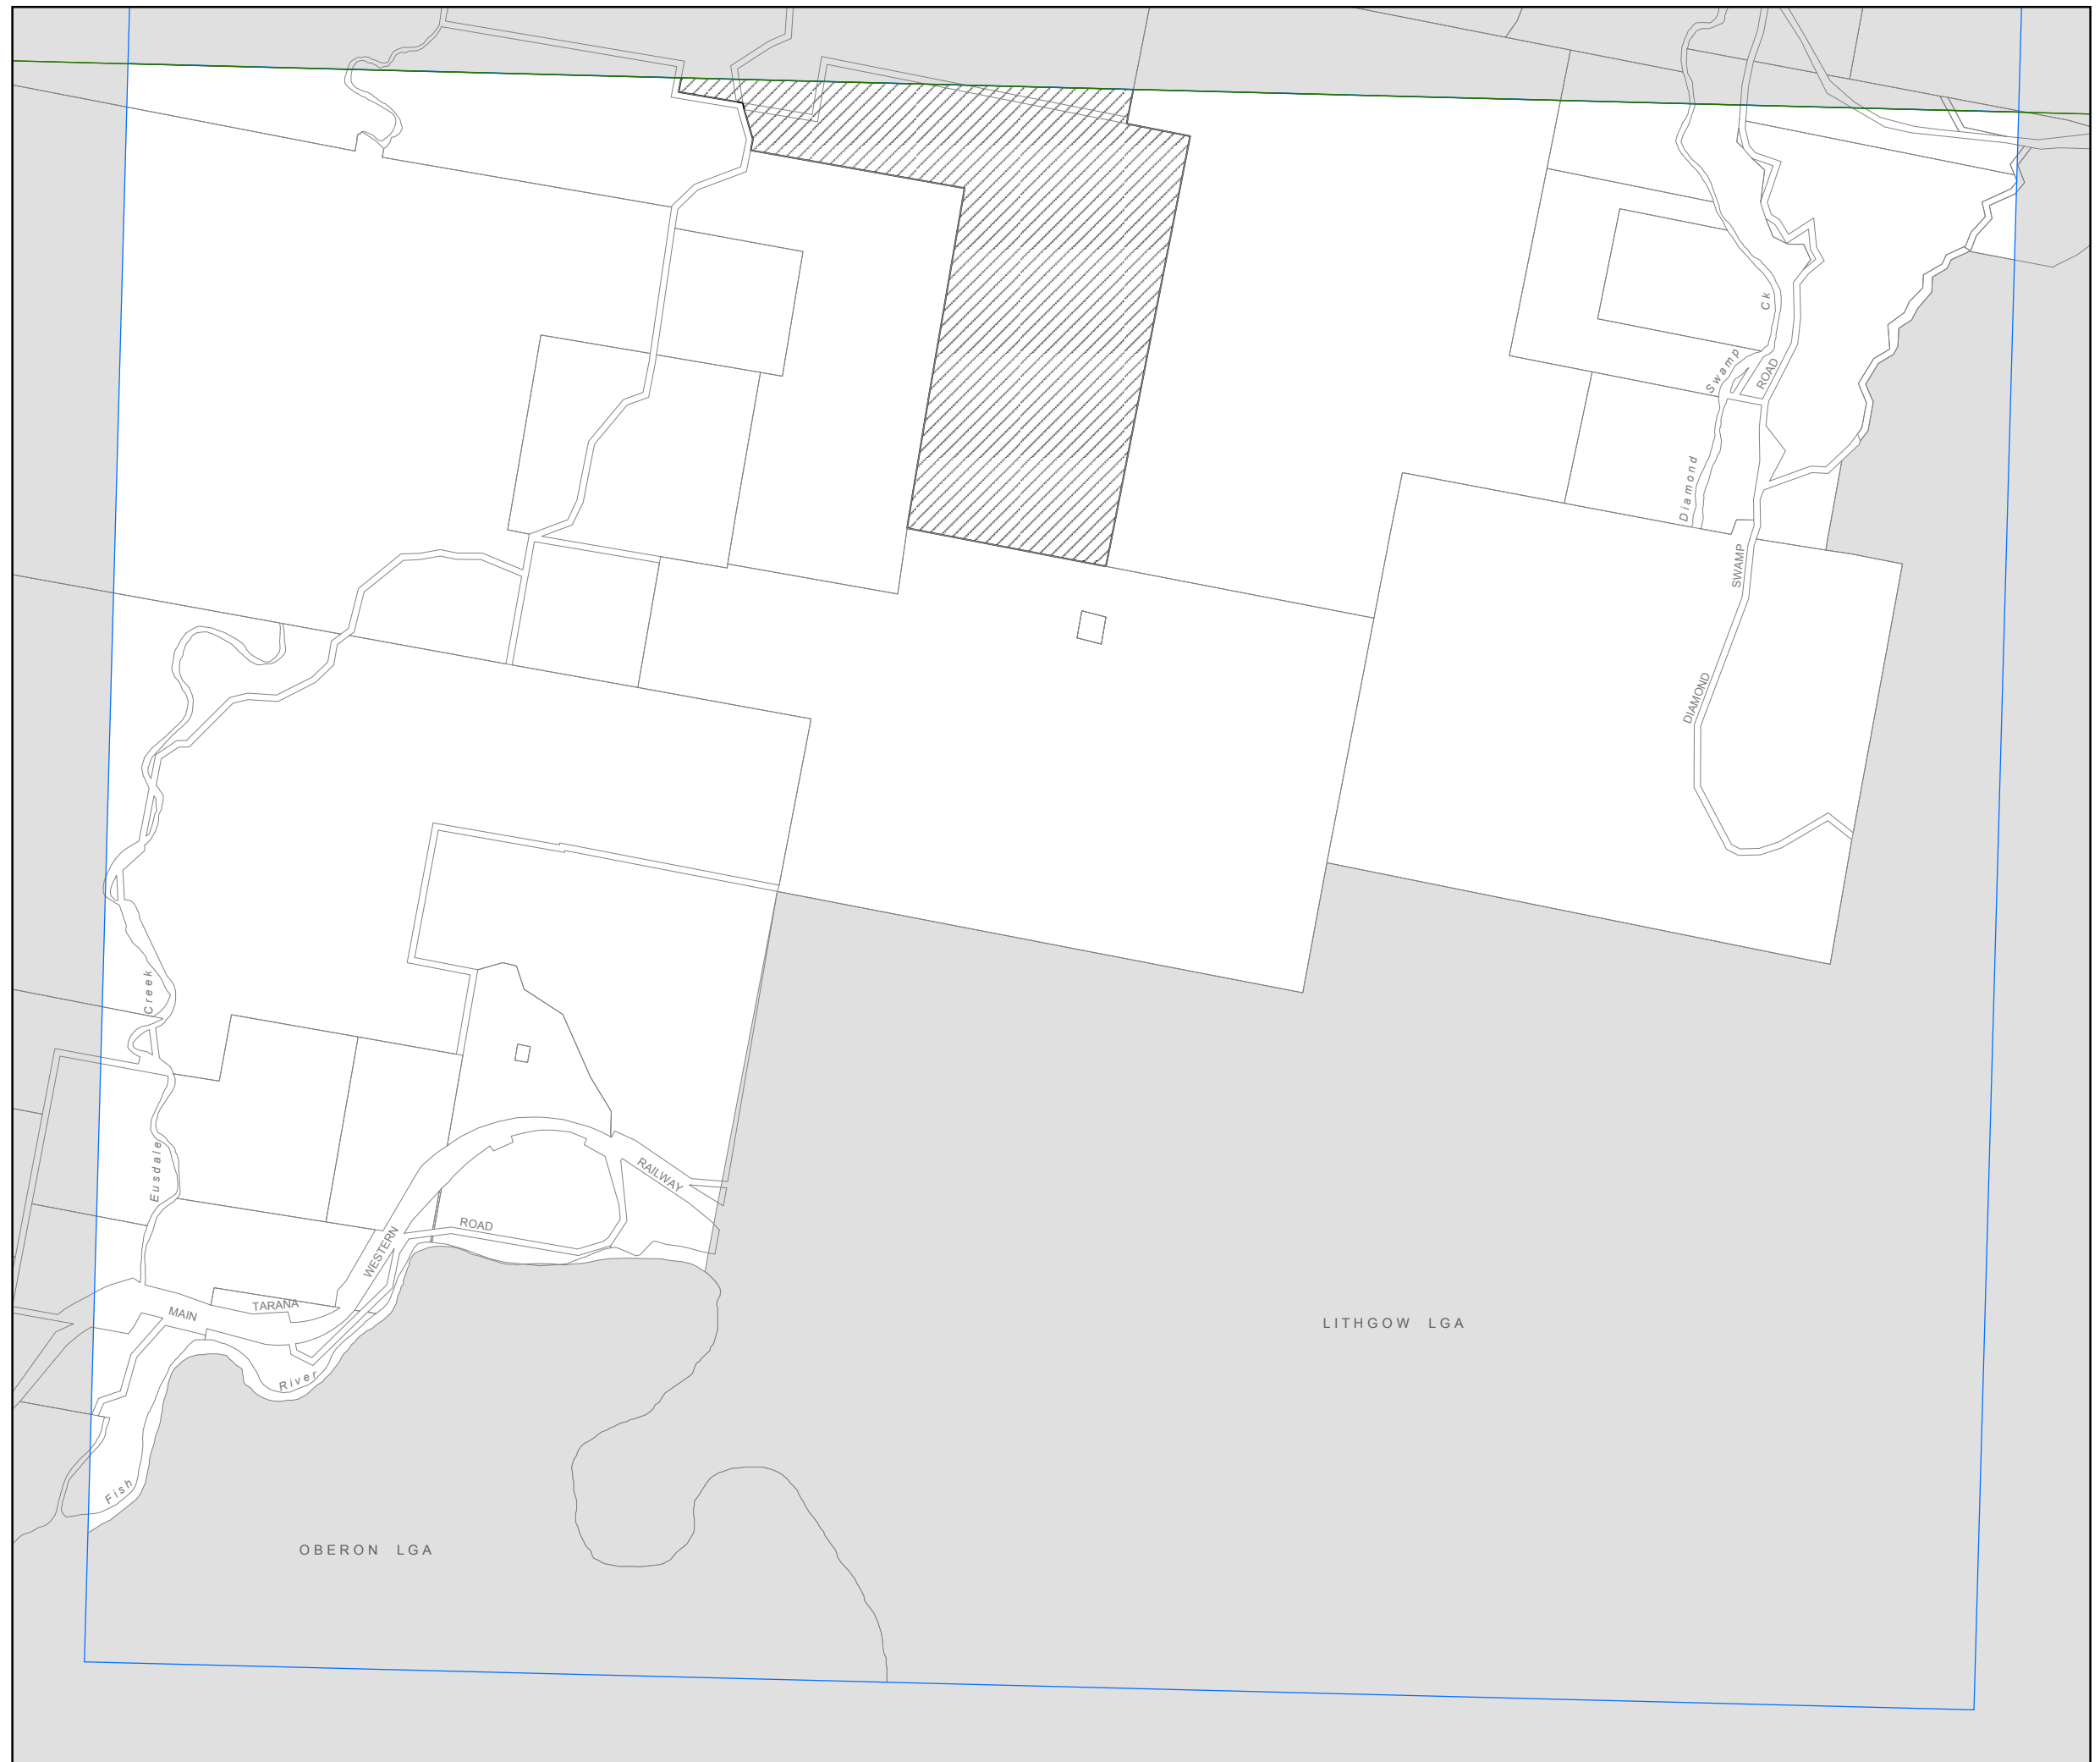 Ck
Swamp
ROAD
Diamond
SWAMP
DIAMOND
Creek
Eusdale
RAILWAY
ROAD
WESTERN
TARANA
MAIN
LITHGOW LGA
River
Fish
OBERON LGA